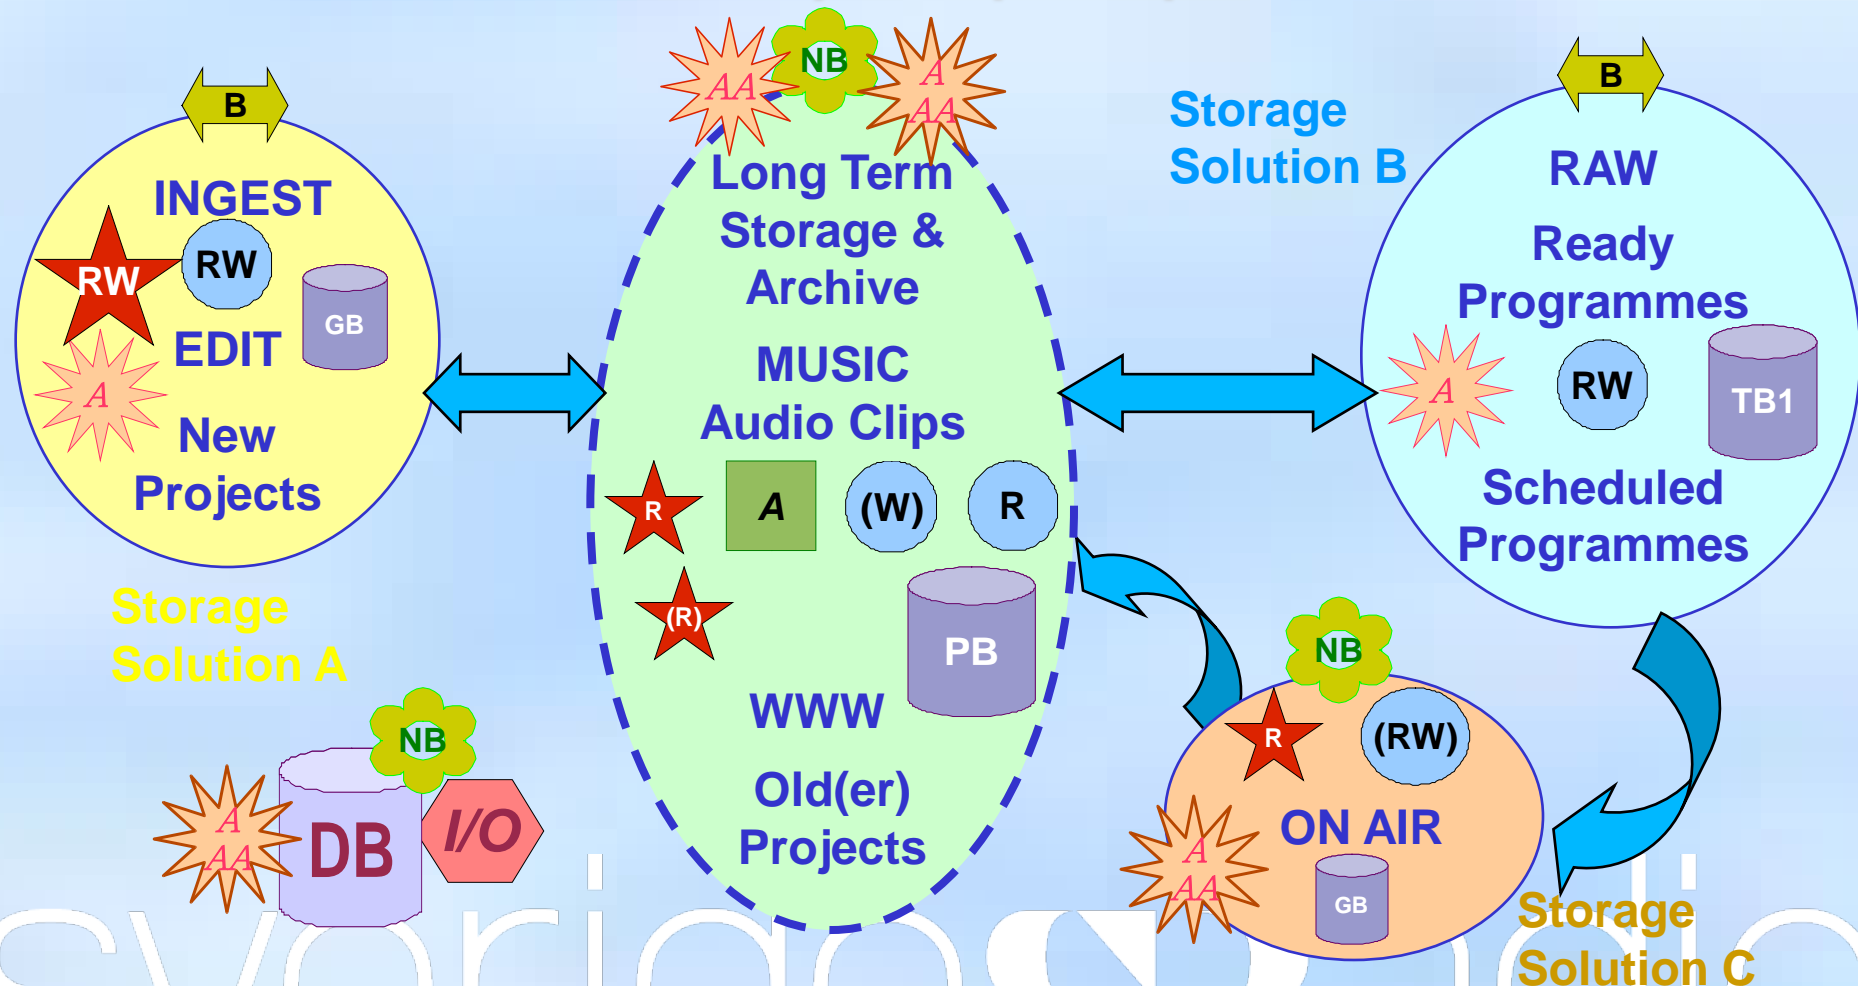 B
INGEST
RW
RW
GB
EDIT
A
New
Projects
Storage
Solution A
NB
A
AA
DB
I/O
AA
NB
A
AA
Long Term
Storage &
Archive
MUSIC
Audio Clips
R
A
(W)
R
(R)
PB
WWW
Old(er)
Projects
Storage
Solution B
B
RAW
Ready
Programmes
A
RW
TB1
Scheduled
Programmes
NB
R
(RW)
ON AIR
A
AA
GB
Storage
Solution C